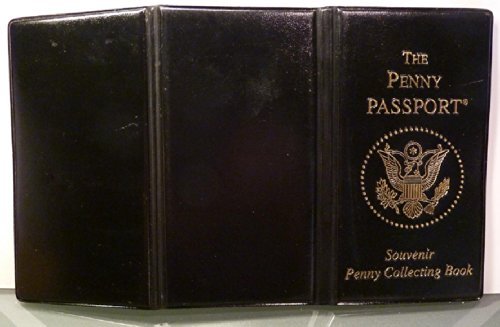 THE
PENNY
PASSPORT®
Souvenir
Penny Collecting Book